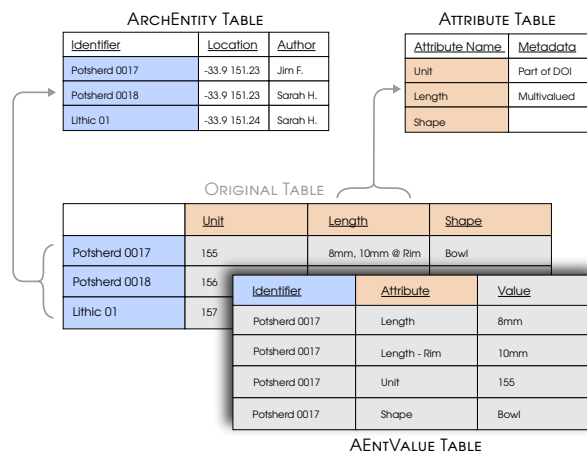 ArchEntity Table
Identifier Location Author
Potsherd 0017 -33.9 151.23 Jim F.
Potsherd 0018 -33.9 151.23 Sarah H.
Lithic 01 -33.9 151.24 Sarah H.
Attribute Table
Attribute Name Metadata
Unit Part of DOI
Length Multivalued
Shape
Original Table
Unit Length Shape
Potsherd 0017 155 8mm, 10mm @ Rim Bowl
Potsherd 0018 156
Lithic 01 157
Identifier Attribute Value
Potsherd 0017 Length 8mm
Potsherd 0017 Length - Rim 10mm
Potsherd 0017 Unit 155
Potsherd 0017 Shape Bowl
AEntValue Table